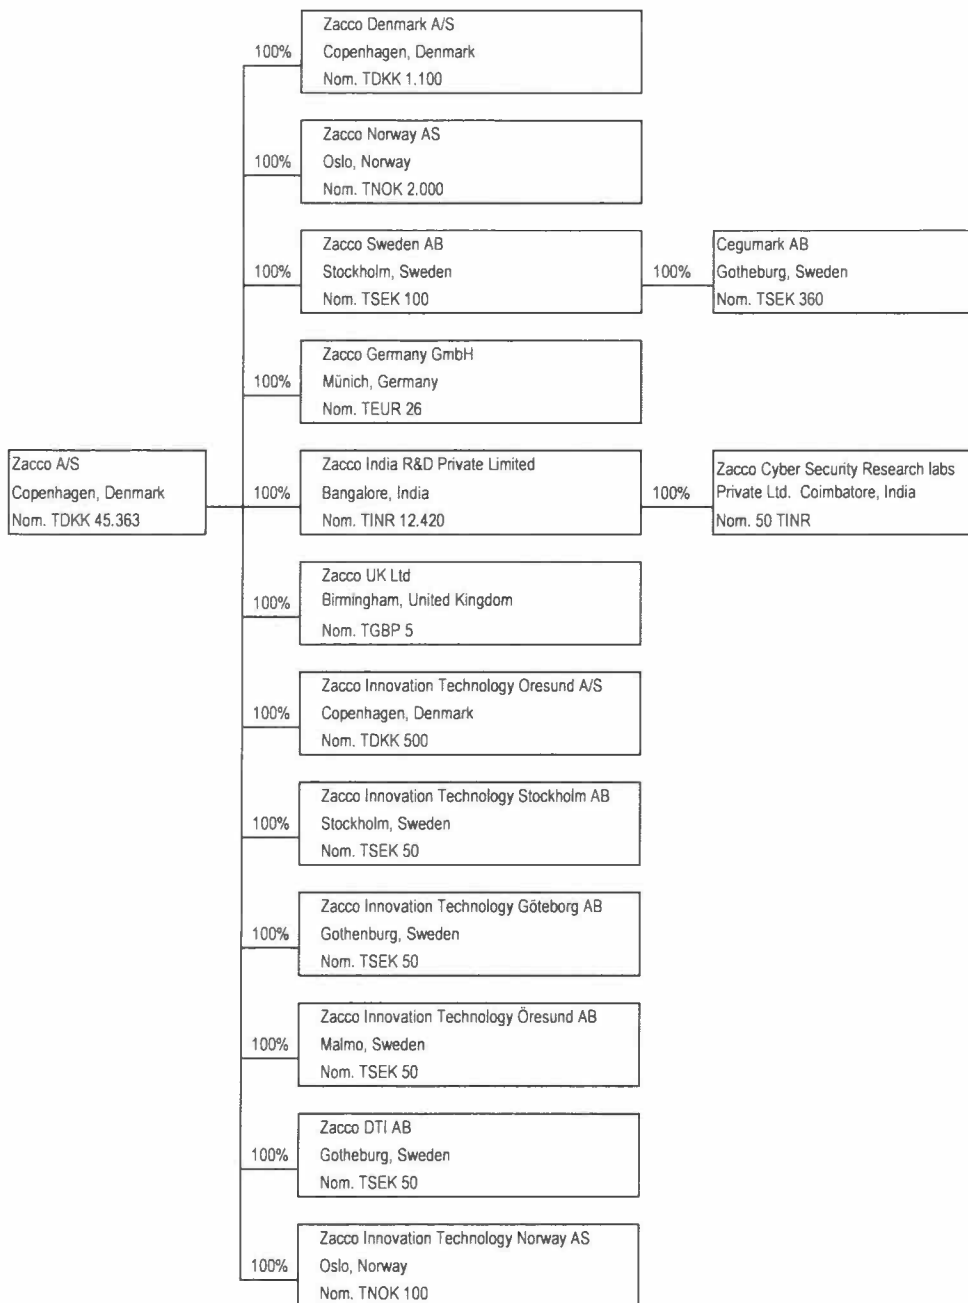 Zacco Denmark A/S
100%
Copenhagen, Denmark
Nom. TDKK 1.100
Zacco Norway AS
100%
Oslo, Norway
Nom. TNOK 2.000
Zacco Sweden AB
100%
Stockholm, Sweden
Nom. TSEK 100
100%
Cegumark AB
Gotheburg, Sweden
Nom. TSEK 360
Zacco Germany GmbH
100%
Münich, Germany
Nom. TEUR 26
Zacco A/S
Copenhagen, Denmark
Nom. TDKK 45.363
Zacco India R&D Private Limited
100%
Bangalore, India
Nom. TINR 12.420
100%
Zacco Cyber Security Research labs
Private Ltd. Coimbatore, India
Nom. 50 TINR
Zacco UK Ltd
100%
Birmingham, United Kingdom
Nom. TGBP 5
Zacco Innovation Technology Oresund A/S
100%
Copenhagen, Denmark
Nom. TDKK 500
Zacco Innovation Technology Stockholm AB
100%
Stockholm, Sweden
Nom. TSEK 50
Zacco Innovation Technology Göteborg AB
100%
Gothenburg, Sweden
Nom. TSEK 50
Zacco Innovation Technology Öresund AB
100%
Malmo, Sweden
Nom. TSEK 50
Zacco DTI AB
100%
Gotheburg, Sweden
Nom. TSEK 50
Zacco Innovation Technology Norway AS
100%
Oslo, Norway
Nom. TNOK 100